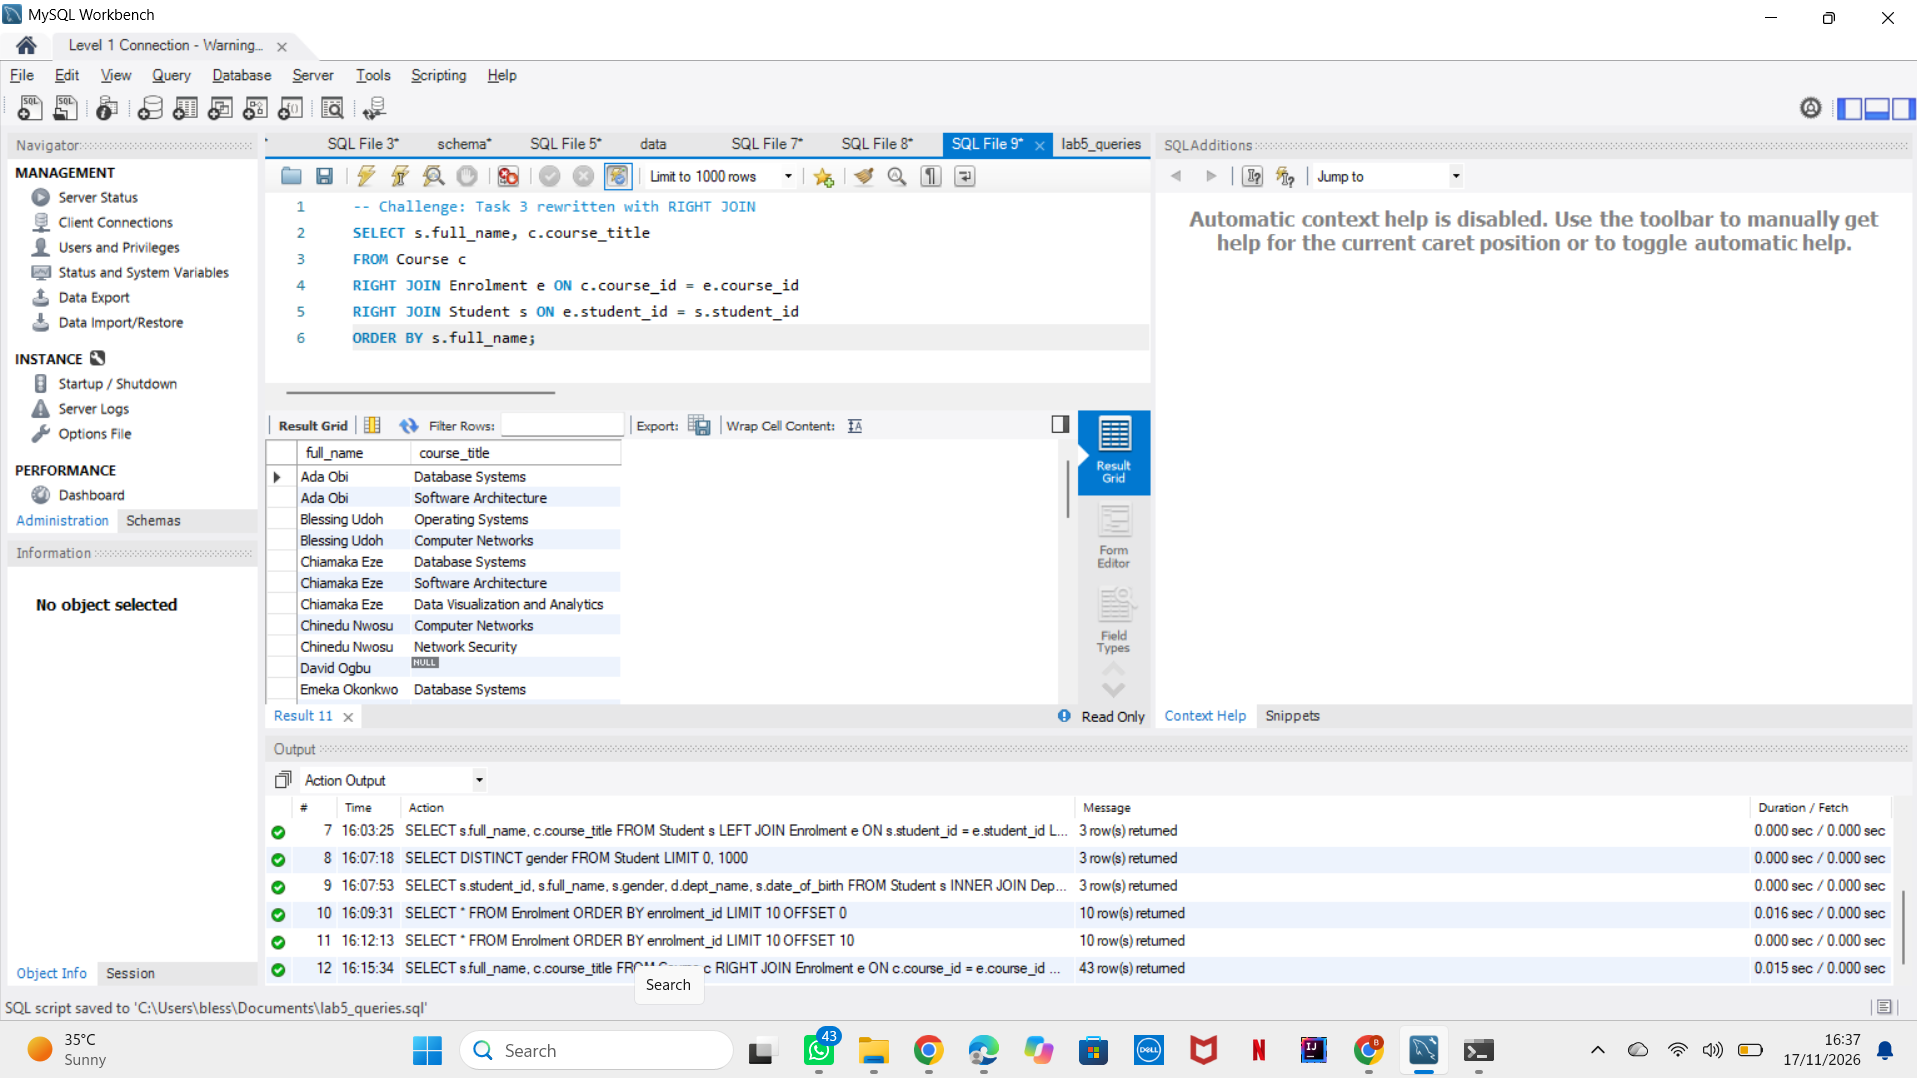 MySQL Workbench
Level 1 Connection - Warning...
File Edit View Query Database Server Tools Scripting Help
Navigator
MANAGEMENT
Server Status
Client Connections
Users and Privileges
Status and System Variables
Data Export
Data Import/Restore
INSTANCE
Startup / Shutdown
Server Logs
Options File
PERFORMANCE
Dashboard
Administration Schemas
Information
No object selected
Object Info Session
SQL File 3* schema* SQL File 5* data SQL File 7* SQL File 8* SQL File 9* lab5_queries
Limit to 1000 rows
1 -- Challenge: Task 3 rewritten with RIGHT JOIN
2 SELECT s.full_name, c.course_title
3 FROM Course c
4 RIGHT JOIN Enrolment e ON c.course_id = e.course_id
5 RIGHT JOIN Student s ON e.student_id = s.student_id
6 ORDER BY s.full_name;
Result Grid Filter Rows: Export: Wrap Cell Content:
full_name course_title
Ada Obi Database Systems
Ada Obi Software Architecture
Blessing Udoh Operating Systems
Blessing Udoh Computer Networks
Chiamaka Eze Database Systems
Chiamaka Eze Software Architecture
Chiamaka Eze Data Visualization and Analytics
Chinedu Nwosu Computer Networks
Chinedu Nwosu Network Security
David Ogbu NULL
Emeka Okonkwo Database Systems
Result
Grid
Form
Editor
Field
Types
Result 11 Read Only
SQLAdditions
Jump to
Automatic context help is disabled. Use the toolbar to manually get
help for the current caret position or to toggle automatic help.
Context Help Snippets
Output
Action Output
# Time Action Message Duration / Fetch
7 16:03:25 SELECT s.full_name, c.course_title FROM Student s LEFT JOIN Enrolment e ON s.student_id = e.student_id L... 3 row(s) returned 0.000 sec / 0.000 sec
8 16:07:18 SELECT DISTINCT gender FROM Student LIMIT 0, 1000 3 row(s) returned 0.000 sec / 0.000 sec
9 16:07:53 SELECT s.student_id, s.full_name, s.gender, d.dept_name, s.date_of_birth FROM Student s INNER JOIN Dep... 3 row(s) returned 0.000 sec / 0.000 sec
10 16:09:31 SELECT * FROM Enrolment ORDER BY enrolment_id LIMIT 10 OFFSET 0 10 row(s) returned 0.016 sec / 0.000 sec
11 16:12:13 SELECT * FROM Enrolment ORDER BY enrolment_id LIMIT 10 OFFSET 10 10 row(s) returned 0.000 sec / 0.000 sec
12 16:15:34 SELECT s.full_name, c.course_title FROM Course c RIGHT JOIN Enrolment e ON c.course_id = e.course_id ... 43 row(s) returned 0.015 sec / 0.000 sec
Search
SQL script saved to 'C:\Users\bless\Documents\lab5_queries.sql'
35°C
Sunny
Search
43
DELL
N
IJ
B
16:37
17/11/2026